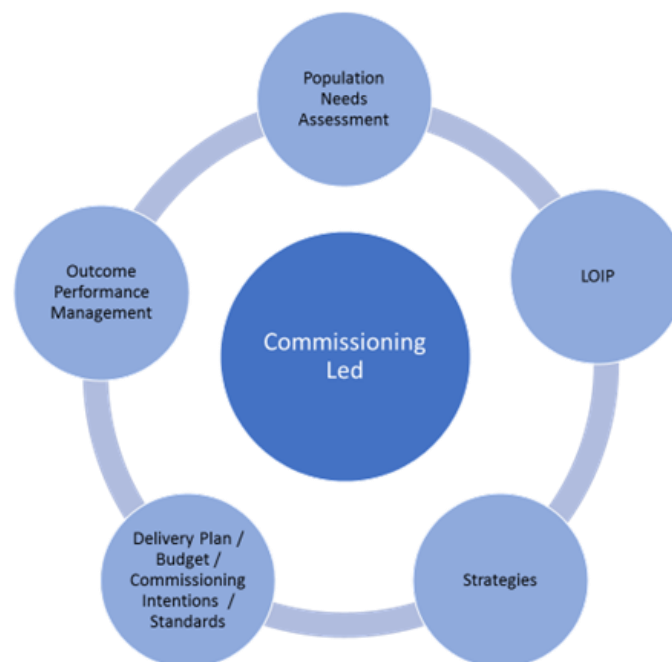 Population
Needs
Assessment
LOIP
Outcome
Performance
Management
Commissioning
Led
Delivery Plan /
Budget /
Commissioning
Intentions /
Standards
Strategies